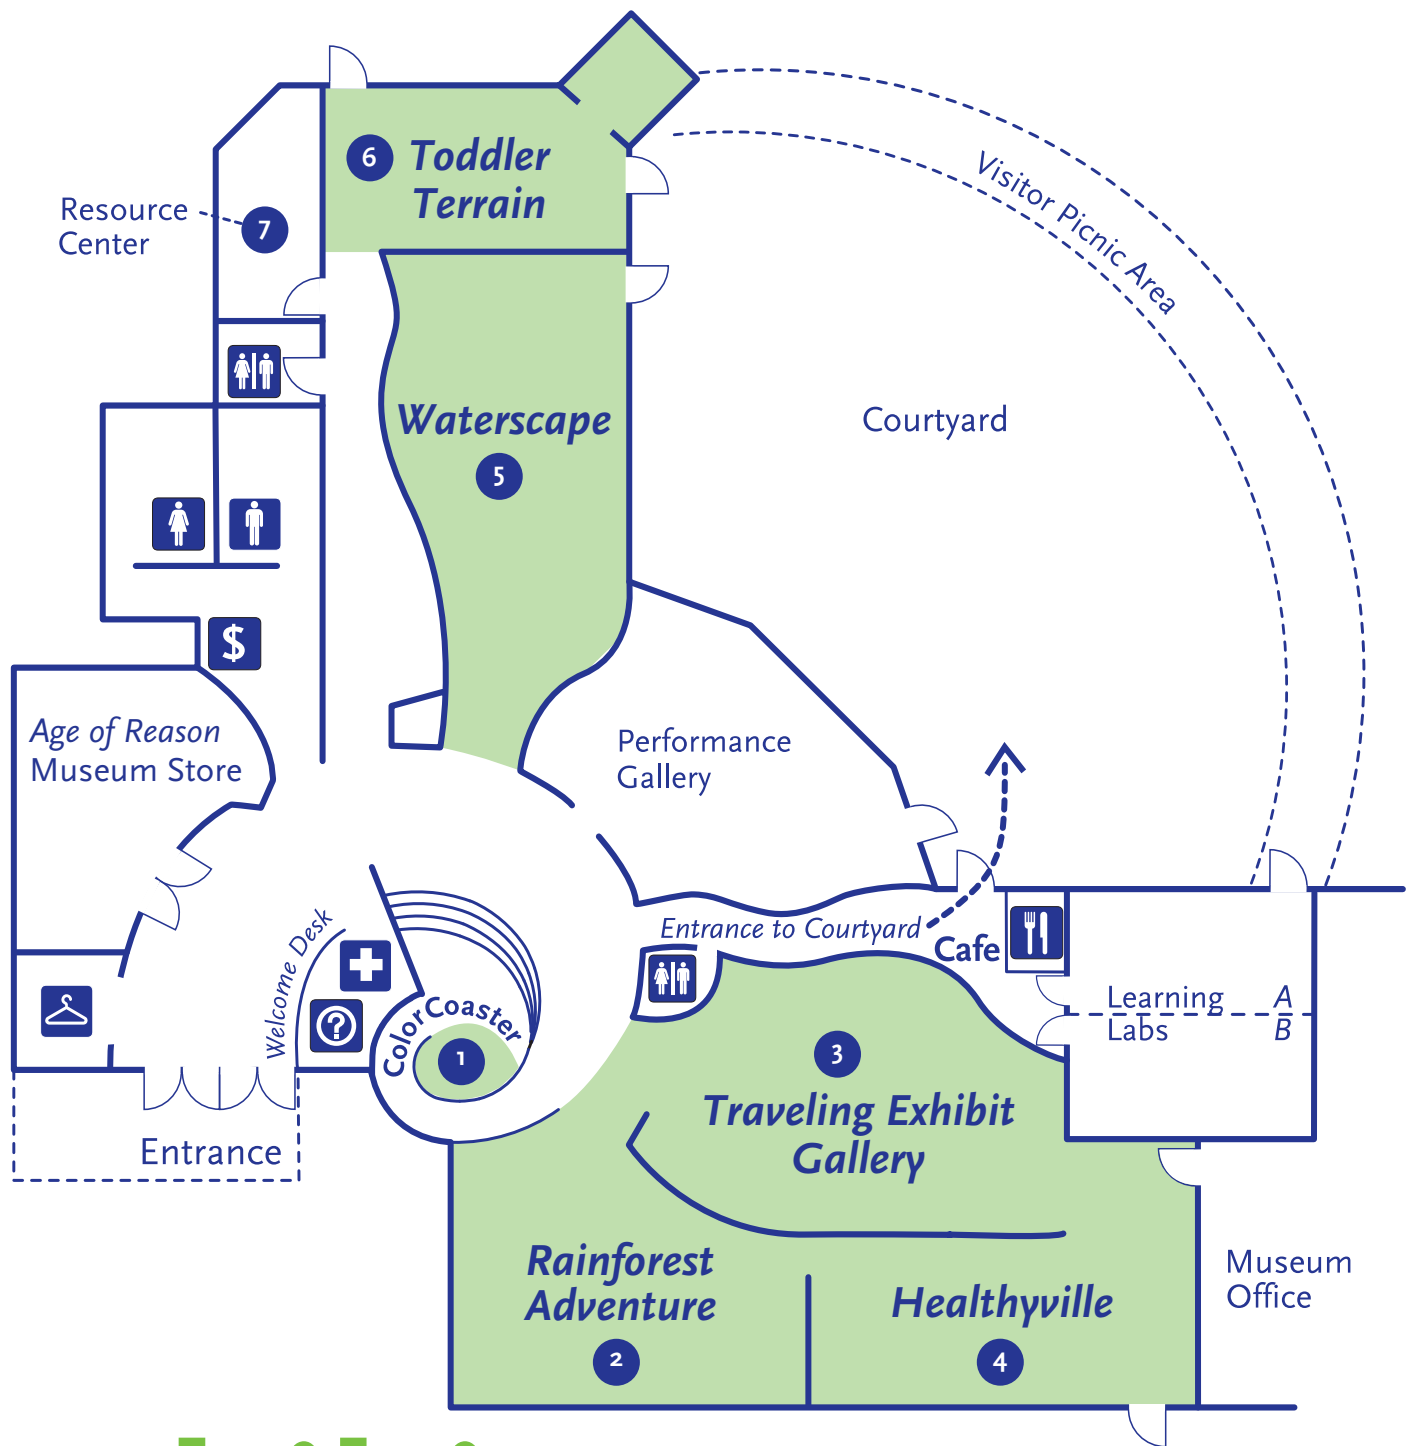 6
Toddler
Terrain
Resource
Center
7
Visitor Picnic Area
Waterscape
5
Courtyard
$
Age of Reason
Museum Store
Performance
Gallery
Entrance to Courtyard
Cafe
Welcome Desk
?
Color Coaster
1
Learning A
Labs B
3
Traveling Exhibit
Gallery
Entrance
Rainforest
Adventure
2
Healthyville
4
Museum
Office